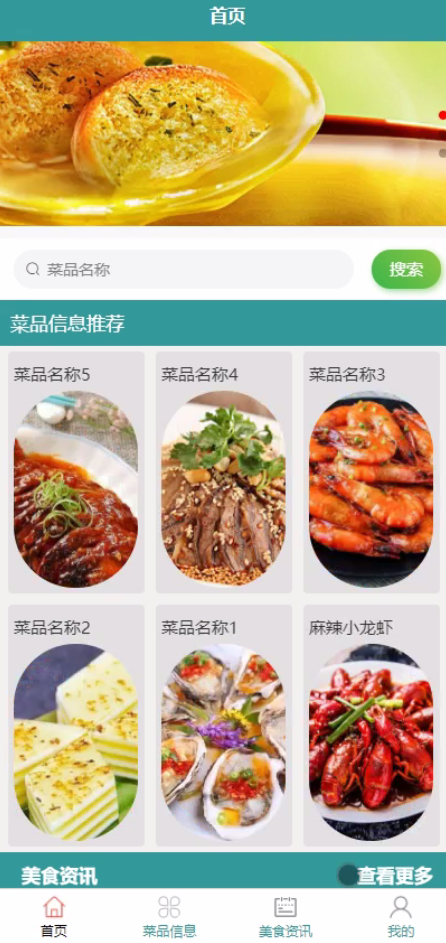 首页
菜品名称
搜索
菜品信息推荐
菜品名称5
菜品名称4
菜品名称3
菜品名称2
菜品名称1
麻辣小龙虾
美食资讯
查看更多
首页
菜品信息
美食资讯
我的